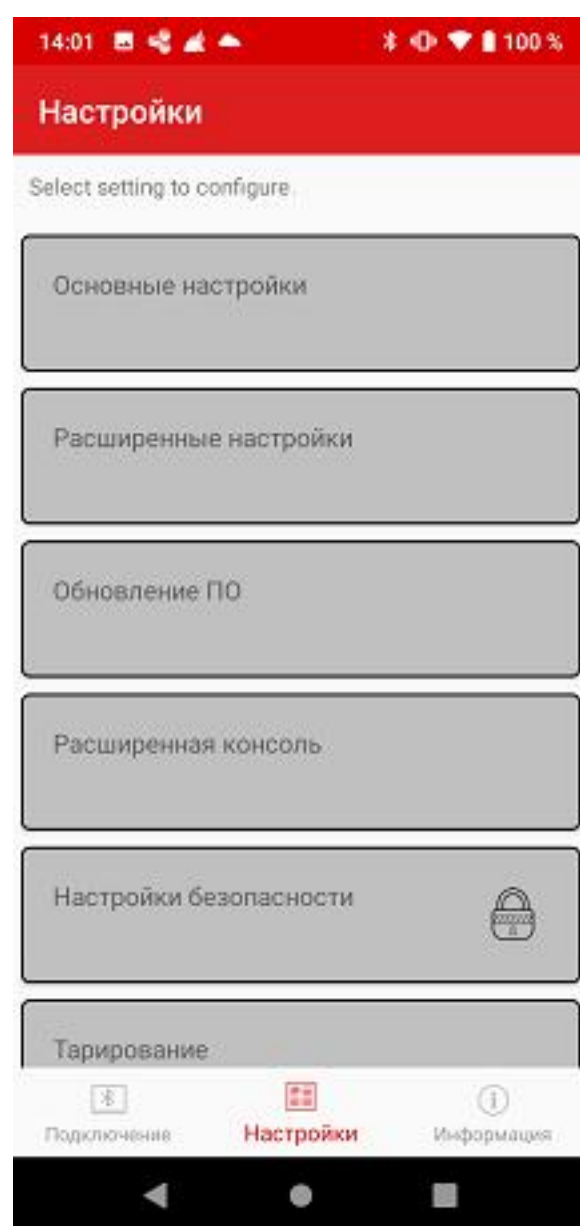 14:01 100 %
Настройки
Select setting to configure
Основные настройки
Расширенные настройки
Обновление ПО
Расширенная консоль
Настройки безопасности
Тарирование
Подключение Настройки Информация